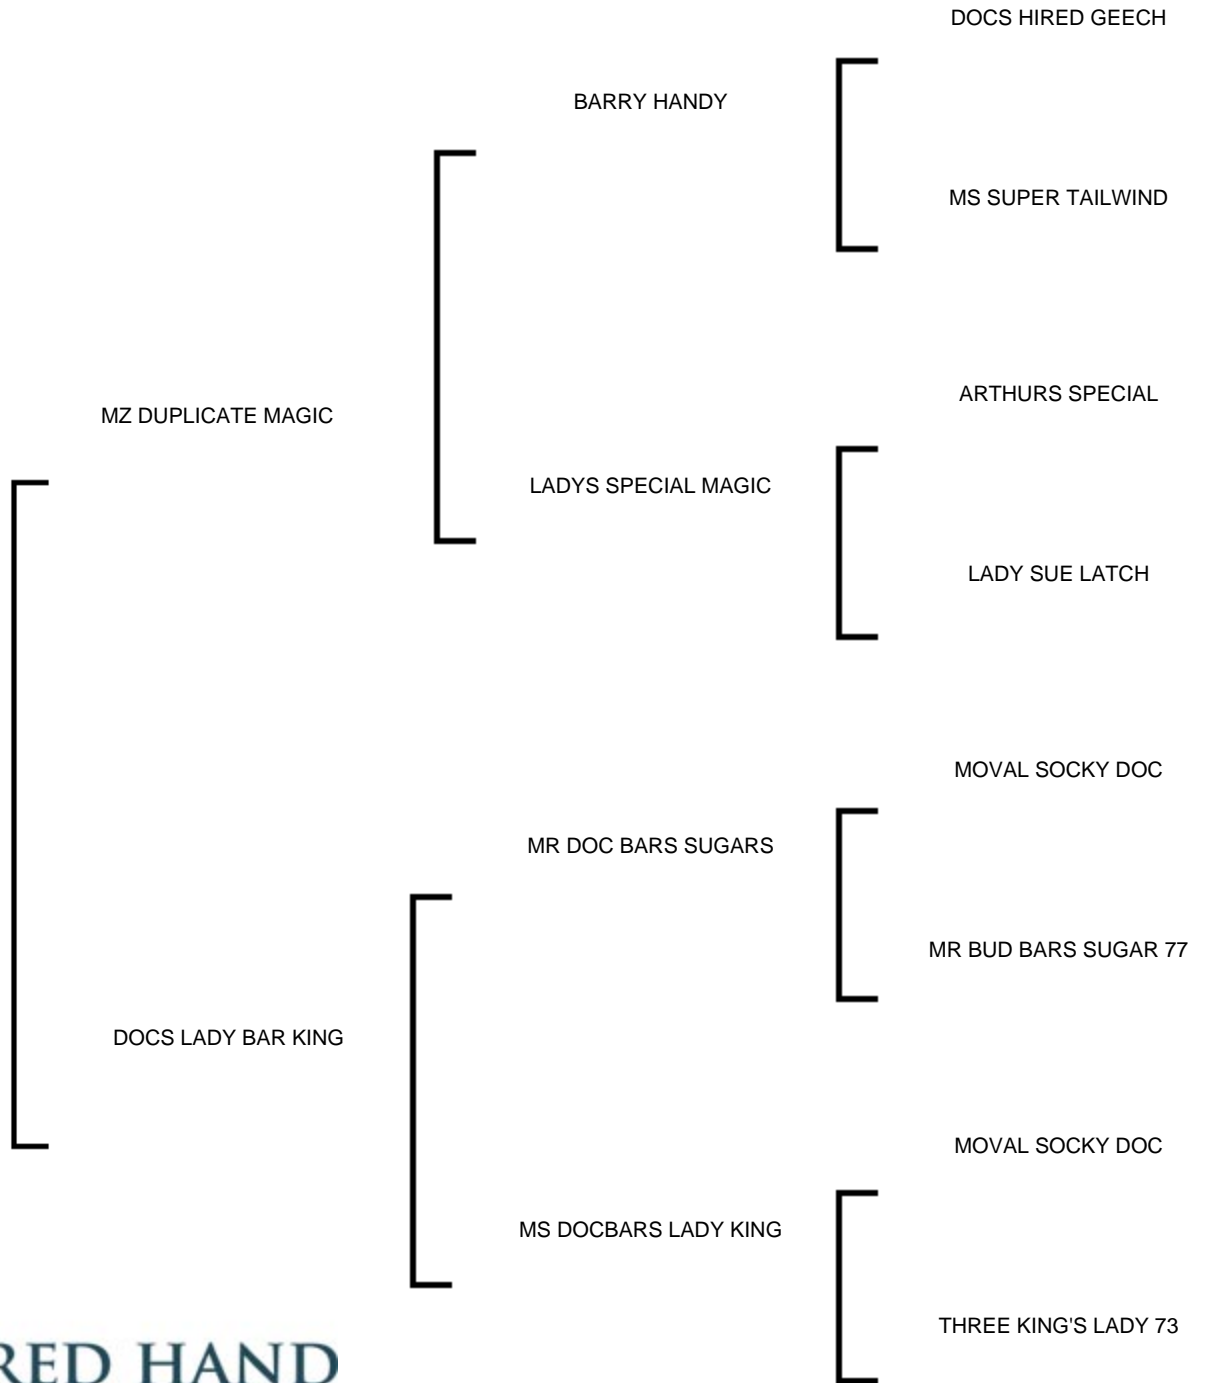 DOCS HIRED GEECH
BARRY HANDY
MS SUPER TAILWIND
ARTHURS SPECIAL
MZ DUPLICATE MAGIC
LADYS SPECIAL MAGIC
LADY SUE LATCH
MOVAL SOCKY DOC
MR DOC BARS SUGARS
MR BUD BARS SUGAR 77
DOCS LADY BAR KING
MOVAL SOCKY DOC
MS DOCBARS LADY KING
THREE KING'S LADY 73
RED HAND